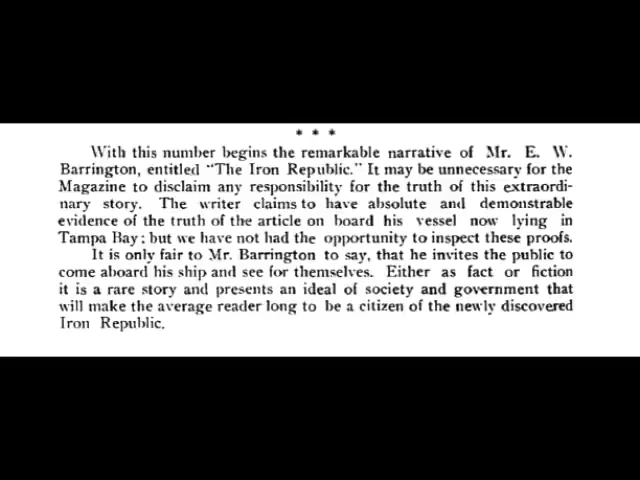 * * *
With this number begins the remarkable narrative of Mr. E. W.
Barrington, entitled "The Iron Republic." It may be unnecessary for the
Magazine to disclaim any responsibility for the truth of this extraordi-
nary story. The writer claims to have absolute and demonstrable
evidence of the truth of the article on board his vessel now lying in
Tampa Bay; but we have not had the opportunity to inspect these proofs.
It is only fair to Mr. Barrington to say, that he invites the public to
come aboard his ship and see for themselves. Either as fact or fiction
it is a rare story and presents an ideal of society and government that
will make the average reader long to be a citizen of the newly discovered
Iron Republic.